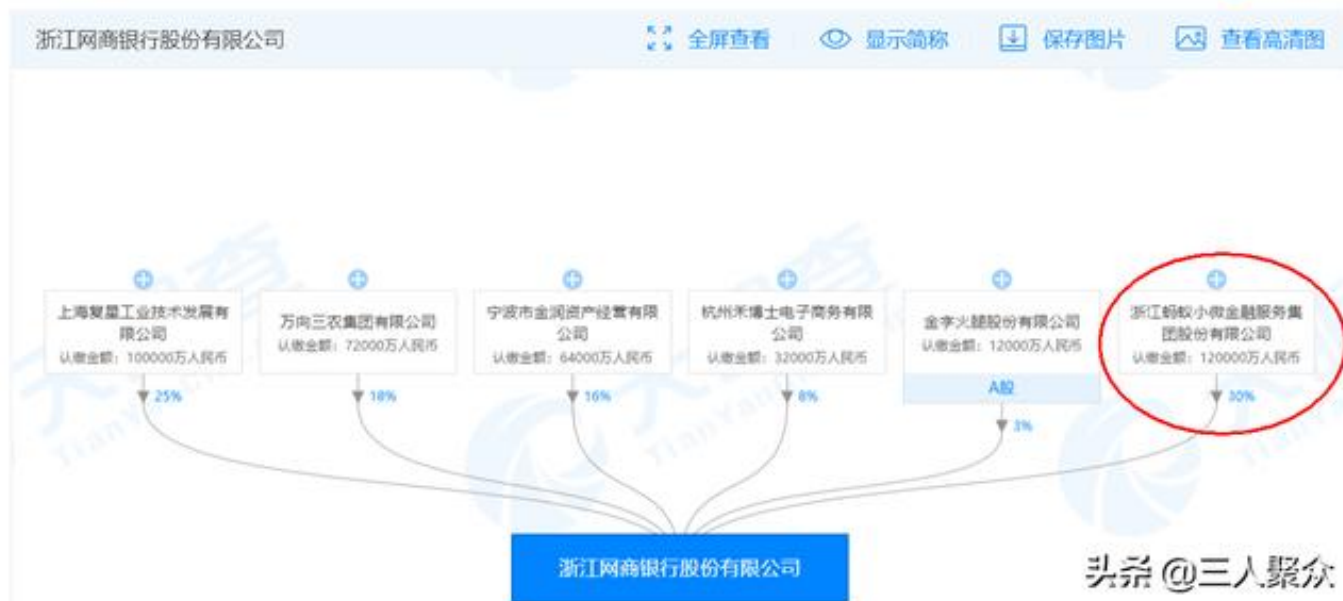 浙江网商银行股份有限公司
全屏查看
显示简称
保存图片
查看高清图
上海复星工业技术发展有
限公司
认缴金额：100000万人民币
25%
万向三农集团有限公司
认缴金额：72000万人民币
18%
宁波市金润资产经营有限
公司
认缴金额：64000万人民币
16%
杭州禾博士电子商务有限
公司
认缴金额：32000万人民币
8%
金字火腿股份有限公司
认缴金额：12000万人民币
A股
3%
浙江蚂蚁小微金融服务集
团股份有限公司
认缴金额：120000万人民币
30%
浙江网商银行股份有限公司
头条 @三人聚众